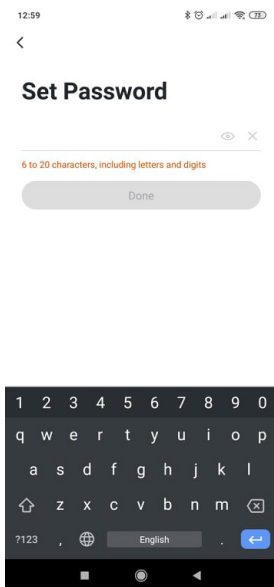 12:59
73
Set Password
6 to 20 characters, including letters and digits
Done
1 2 3 4 5 6 7 8 9 0
q w e r t y u i o p
a s d f g h j k l
z x c v b n m
?123 , English .